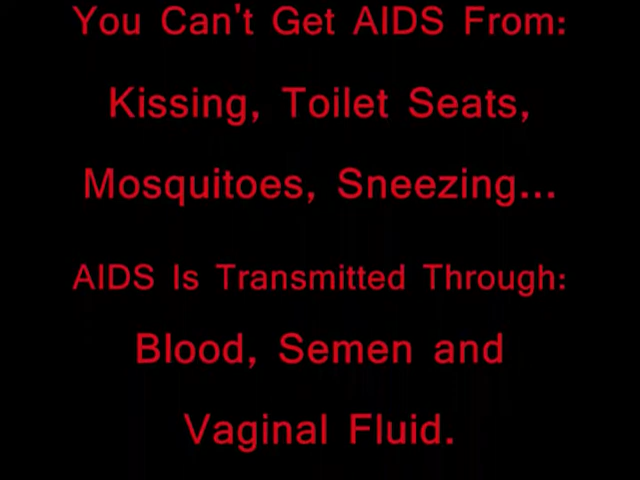 You Can't Get AIDS From:
Kissing, Toilet Seats,
Mosquitoes, Sneezing...
AIDS Is Transmitted Through:
Blood, Semen and
Vaginal Fluid.